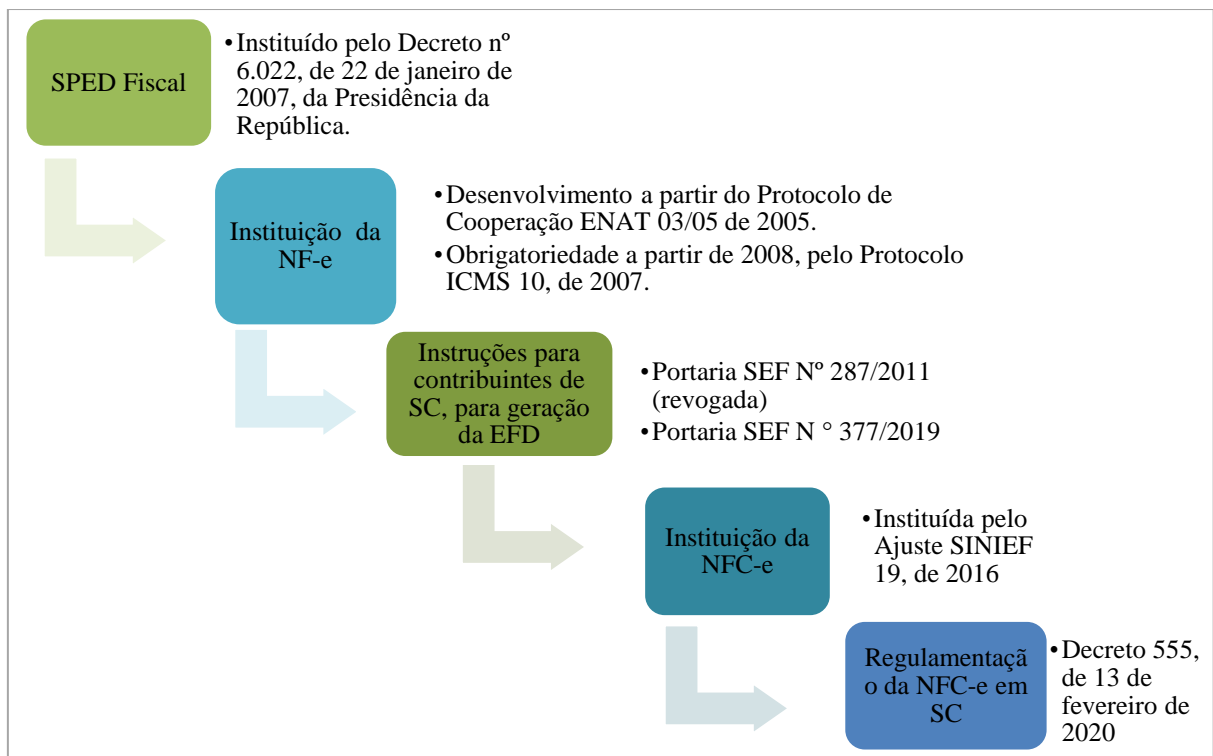 SPED Fiscal
•Instituído pelo Decreto nº
6.022, de 22 de janeiro de
2007, da Presidência da
República.
Instituição da
NF-e
•Desenvolvimento a partir do Protocolo de
Cooperação ENAT 03/05 de 2005.
•Obrigatoriedade a partir de 2008, pelo Protocolo
ICMS 10, de 2007.
Instruções para
contribuintes de
SC, para geração
da EFD
•Portaria SEF Nº 287/2011
(revogada)
•Portaria SEF N ° 377/2019
Instituição da
NFC-e
•Instituída pelo
Ajuste SINIEF
19, de 2016
Regulamentaçã
o da NFC-e em
SC
•Decreto 555,
de 13 de
fevereiro de
2020